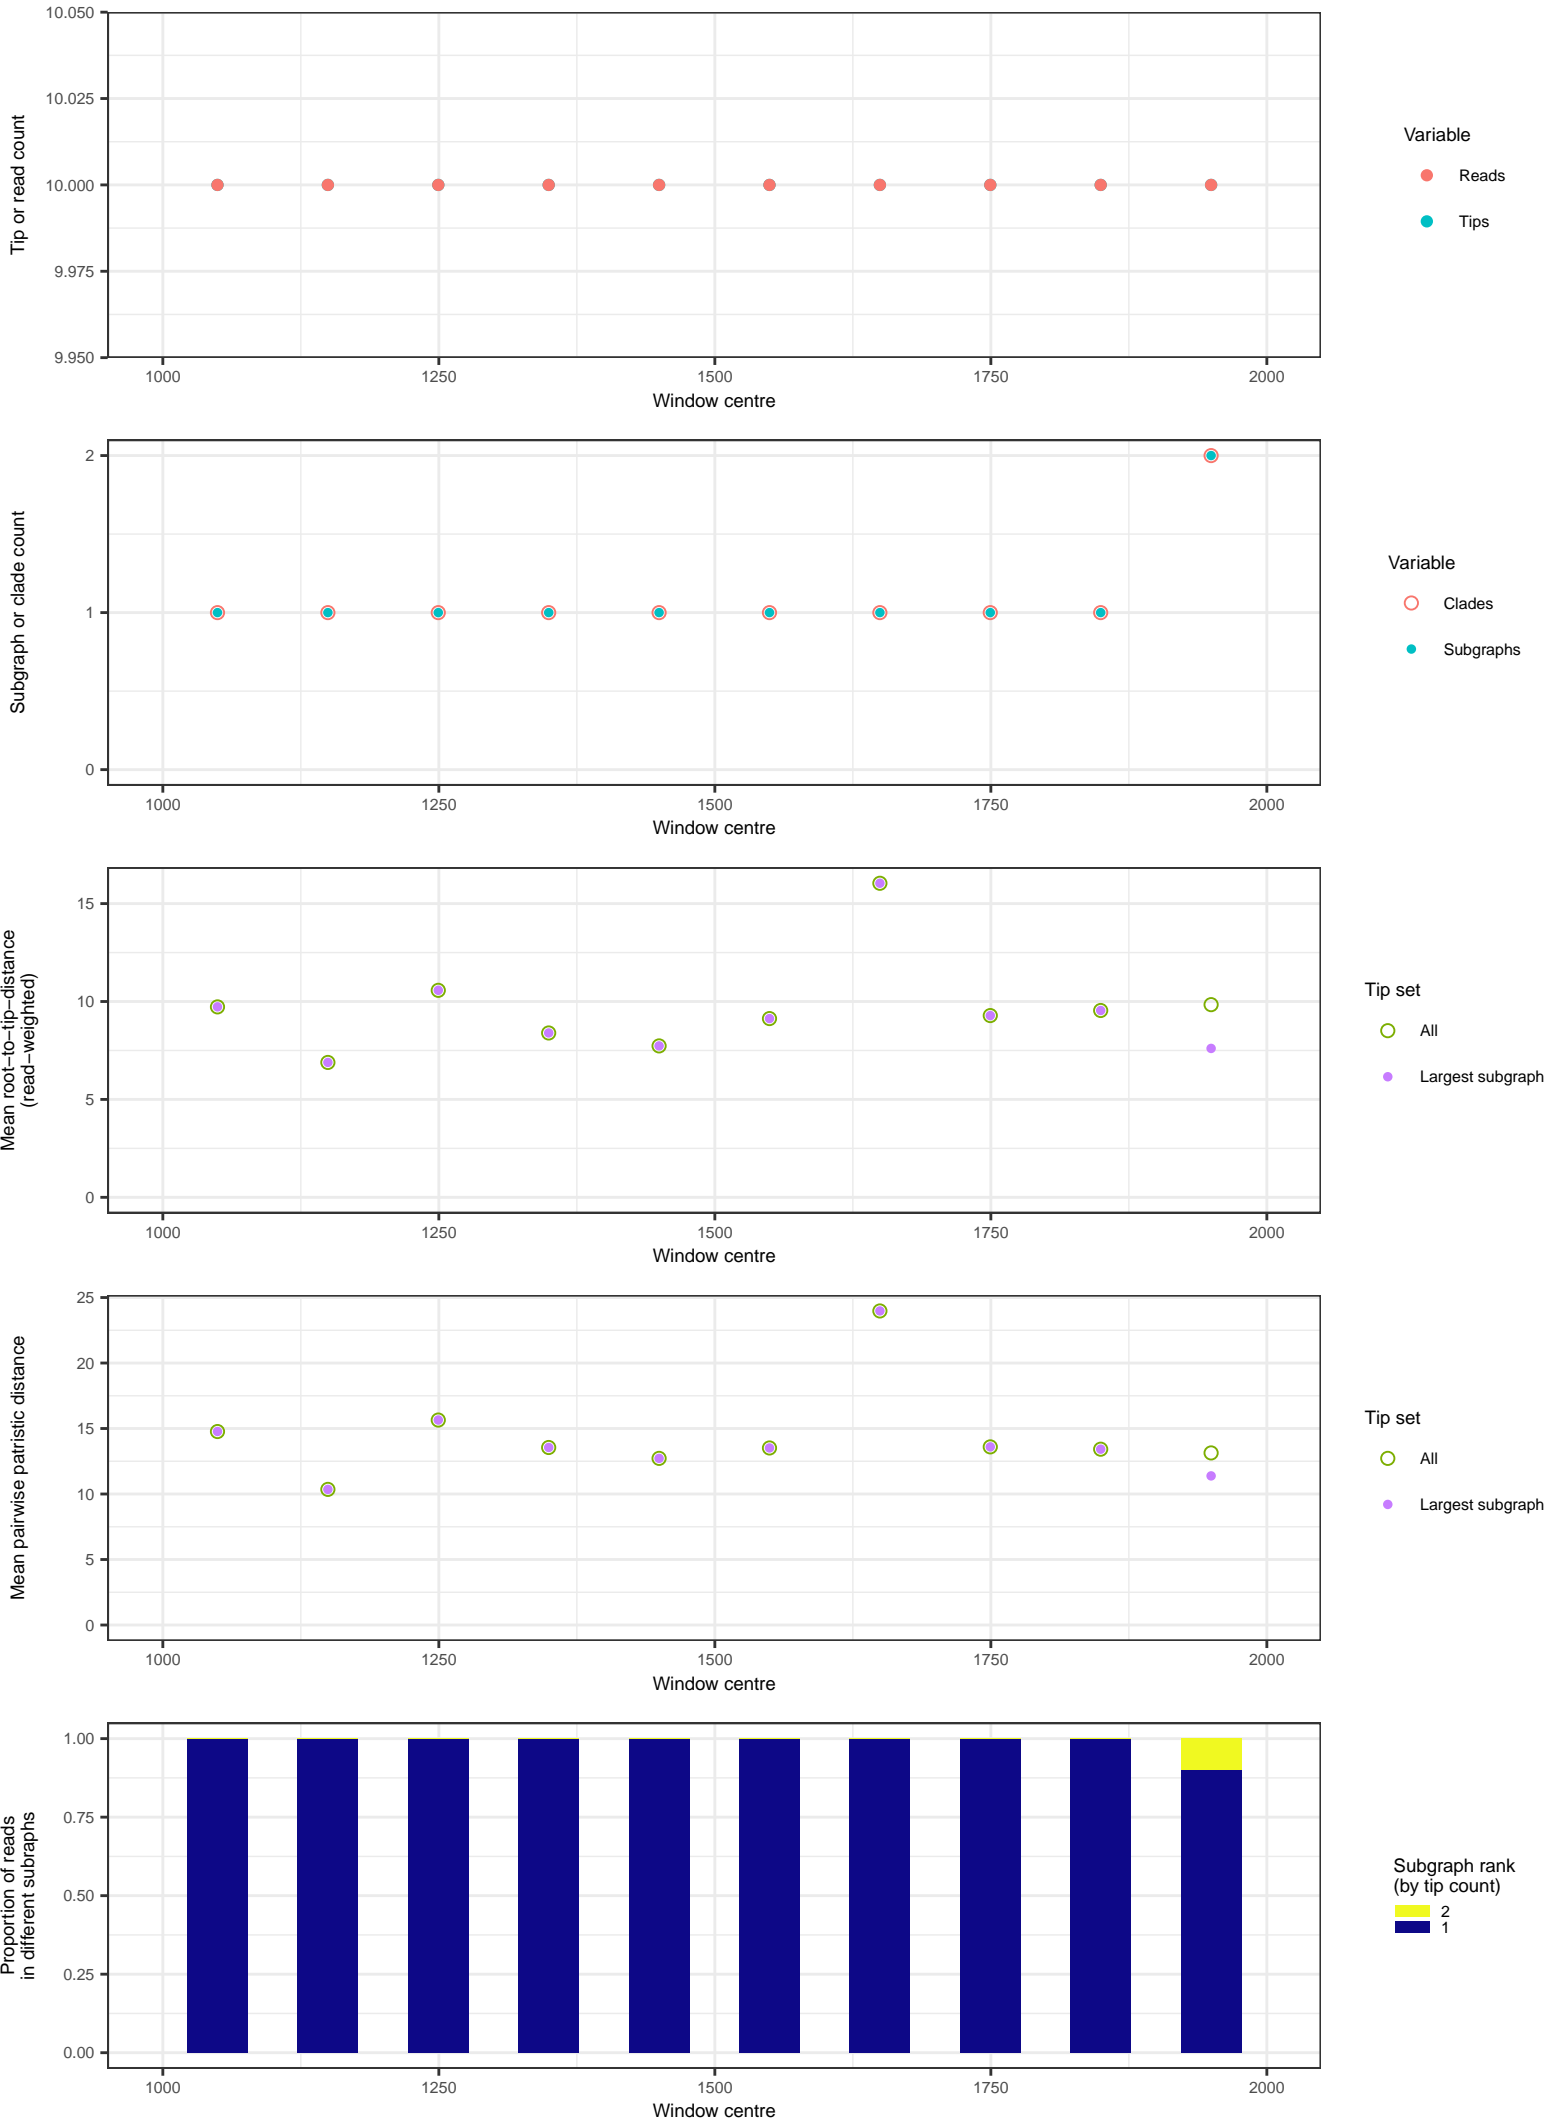 10.050
10.025
10.000
9.975
9.950
Tip or read count
1000 1250 1500 1750 2000
Window centre
Variable
Reads
Tips
2
1
0
Subgraph or clade count
1000 1250 1500 1750 2000
Window centre
Variable
Clades
Subgraphs
15
10
5
0
Mean root−to−tip−distance
(read−weighted)
1000 1250 1500 1750 2000
Window centre
Tip set
All
Largest subgraph
25
20
15
10
5
0
Mean pairwise patristic distance
1000 1250 1500 1750 2000
Window centre
Tip set
All
Largest subgraph
1.00
0.75
0.50
0.25
0.00
Proportion of reads
in different subraphs
1000 1250 1500 1750 2000
Window centre
Subgraph rank
(by tip count)
2
1